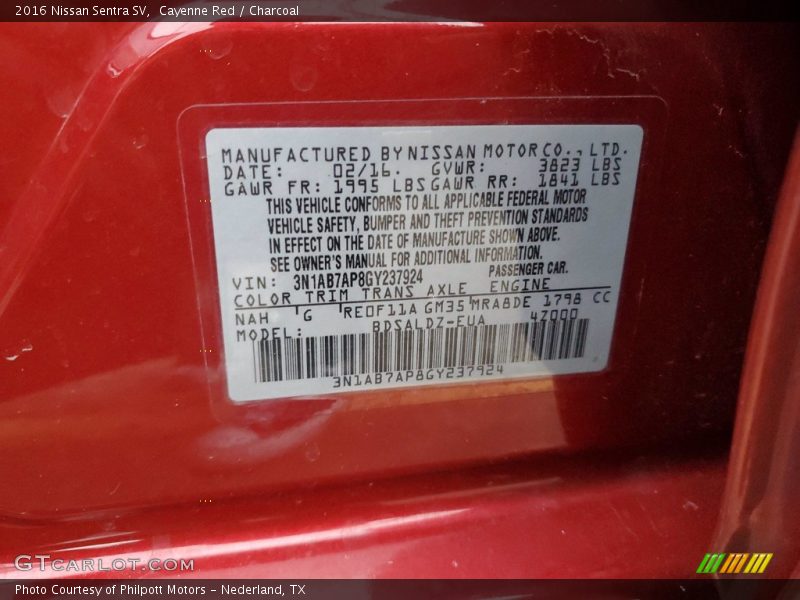 2016 Nissan Sentra SV, Cayenne Red / Charcoal
MANUFACTURED BY NISSAN MOTOR CO., LTD.
DATE: 02/16. GVWR: 3823 LBS
GAWR FR: 1995 LBS GAWR RR: 1841 LBS
THIS VEHICLE CONFORMS TO ALL APPLICABLE FEDERAL MOTOR
VEHICLE SAFETY, BUMPER AND THEFT PREVENTION STANDARDS
IN EFFECT ON THE DATE OF MANUFACTURE SHOWN ABOVE.
SEE OWNER'S MANUAL FOR ADDITIONAL INFORMATION.
VIN: 3N1AB7AP8GY237924 PASSENGER CAR.
COLOR TRIM TRANS AXLE ENGINE
NAH G RE0F11A GM35 MRA8DE 1798 CC
MODEL: BDSALDZ-EUA 4Z000
3N1AB7AP8GY237924
GTCARLOT.COM
Photo Courtesy of Philpott Motors - Nederland, TX